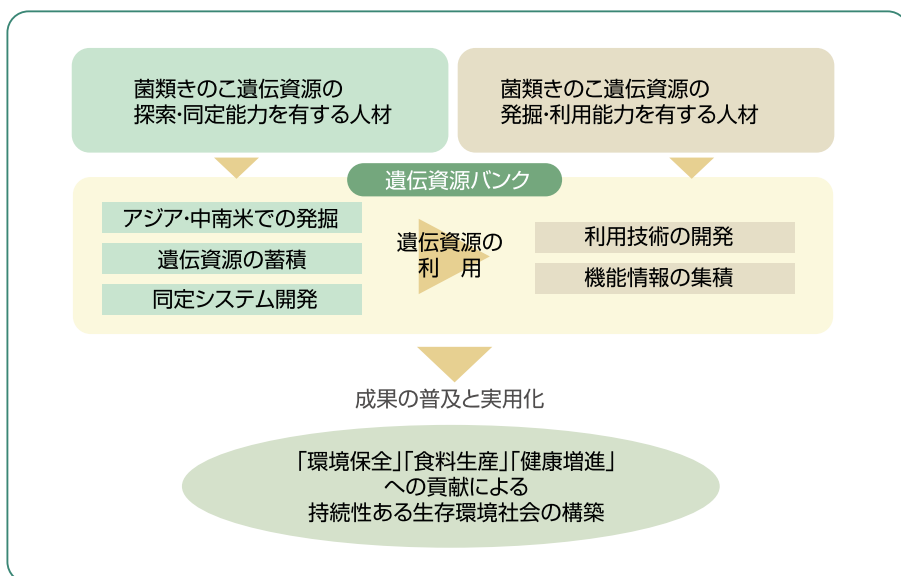 菌類きのこ遺伝資源の
探索・同定能力を有する人材
菌類きのこ遺伝資源の
発掘・利用能力を有する人材
遺伝資源バンク
アジア・中南米での発掘
遺伝資源の蓄積
同定システム開発
遺伝資源の
利　用
利用技術の開発
機能情報の集積
成果の普及と実用化
「環境保全」「食料生産」「健康増進」
への貢献による
持続性ある生存環境社会の構築